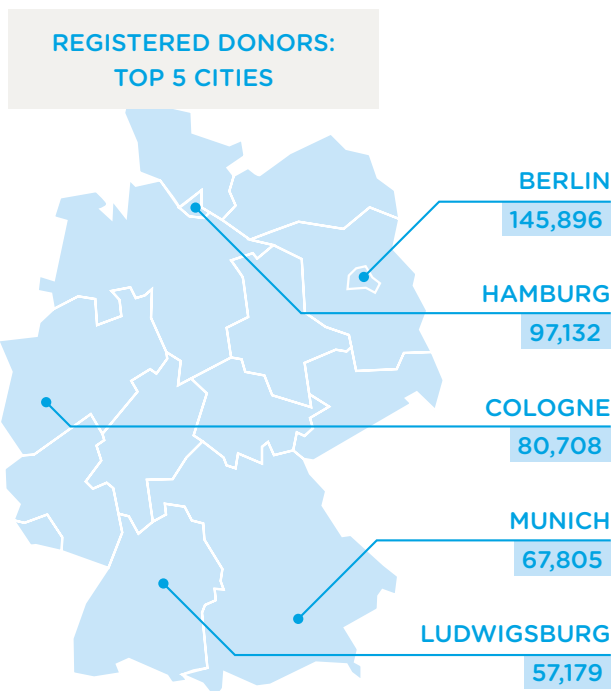 REGISTERED DONORS:
TOP 5 CITIES
BERLIN
145,896
HAMBURG
97,132
COLOGNE
80,708
MUNICH
67,805
LUDWIGSBURG
57,179